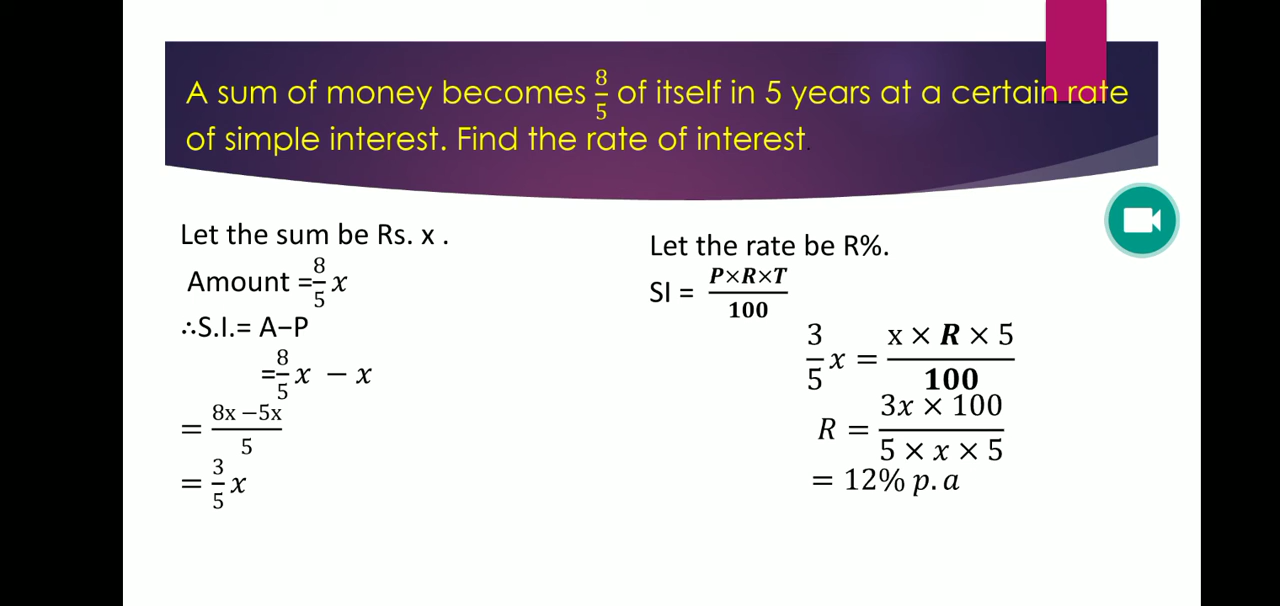 A sum of money becomes 8/5 of itself in 5 years at a certain rate
of simple interest. Find the rate of interest.
Let the sum be Rs. x .
Amount =8/5 x
∴S.I.= A–P
=8/5 x – x
= (8x –5x)/5
= 3/5 x
Let the rate be R%.
SI = (P×R×T)/100
3/5 x = (x × R × 5)/100
R = (3x × 100)/(5 × x × 5)
= 12% p.a